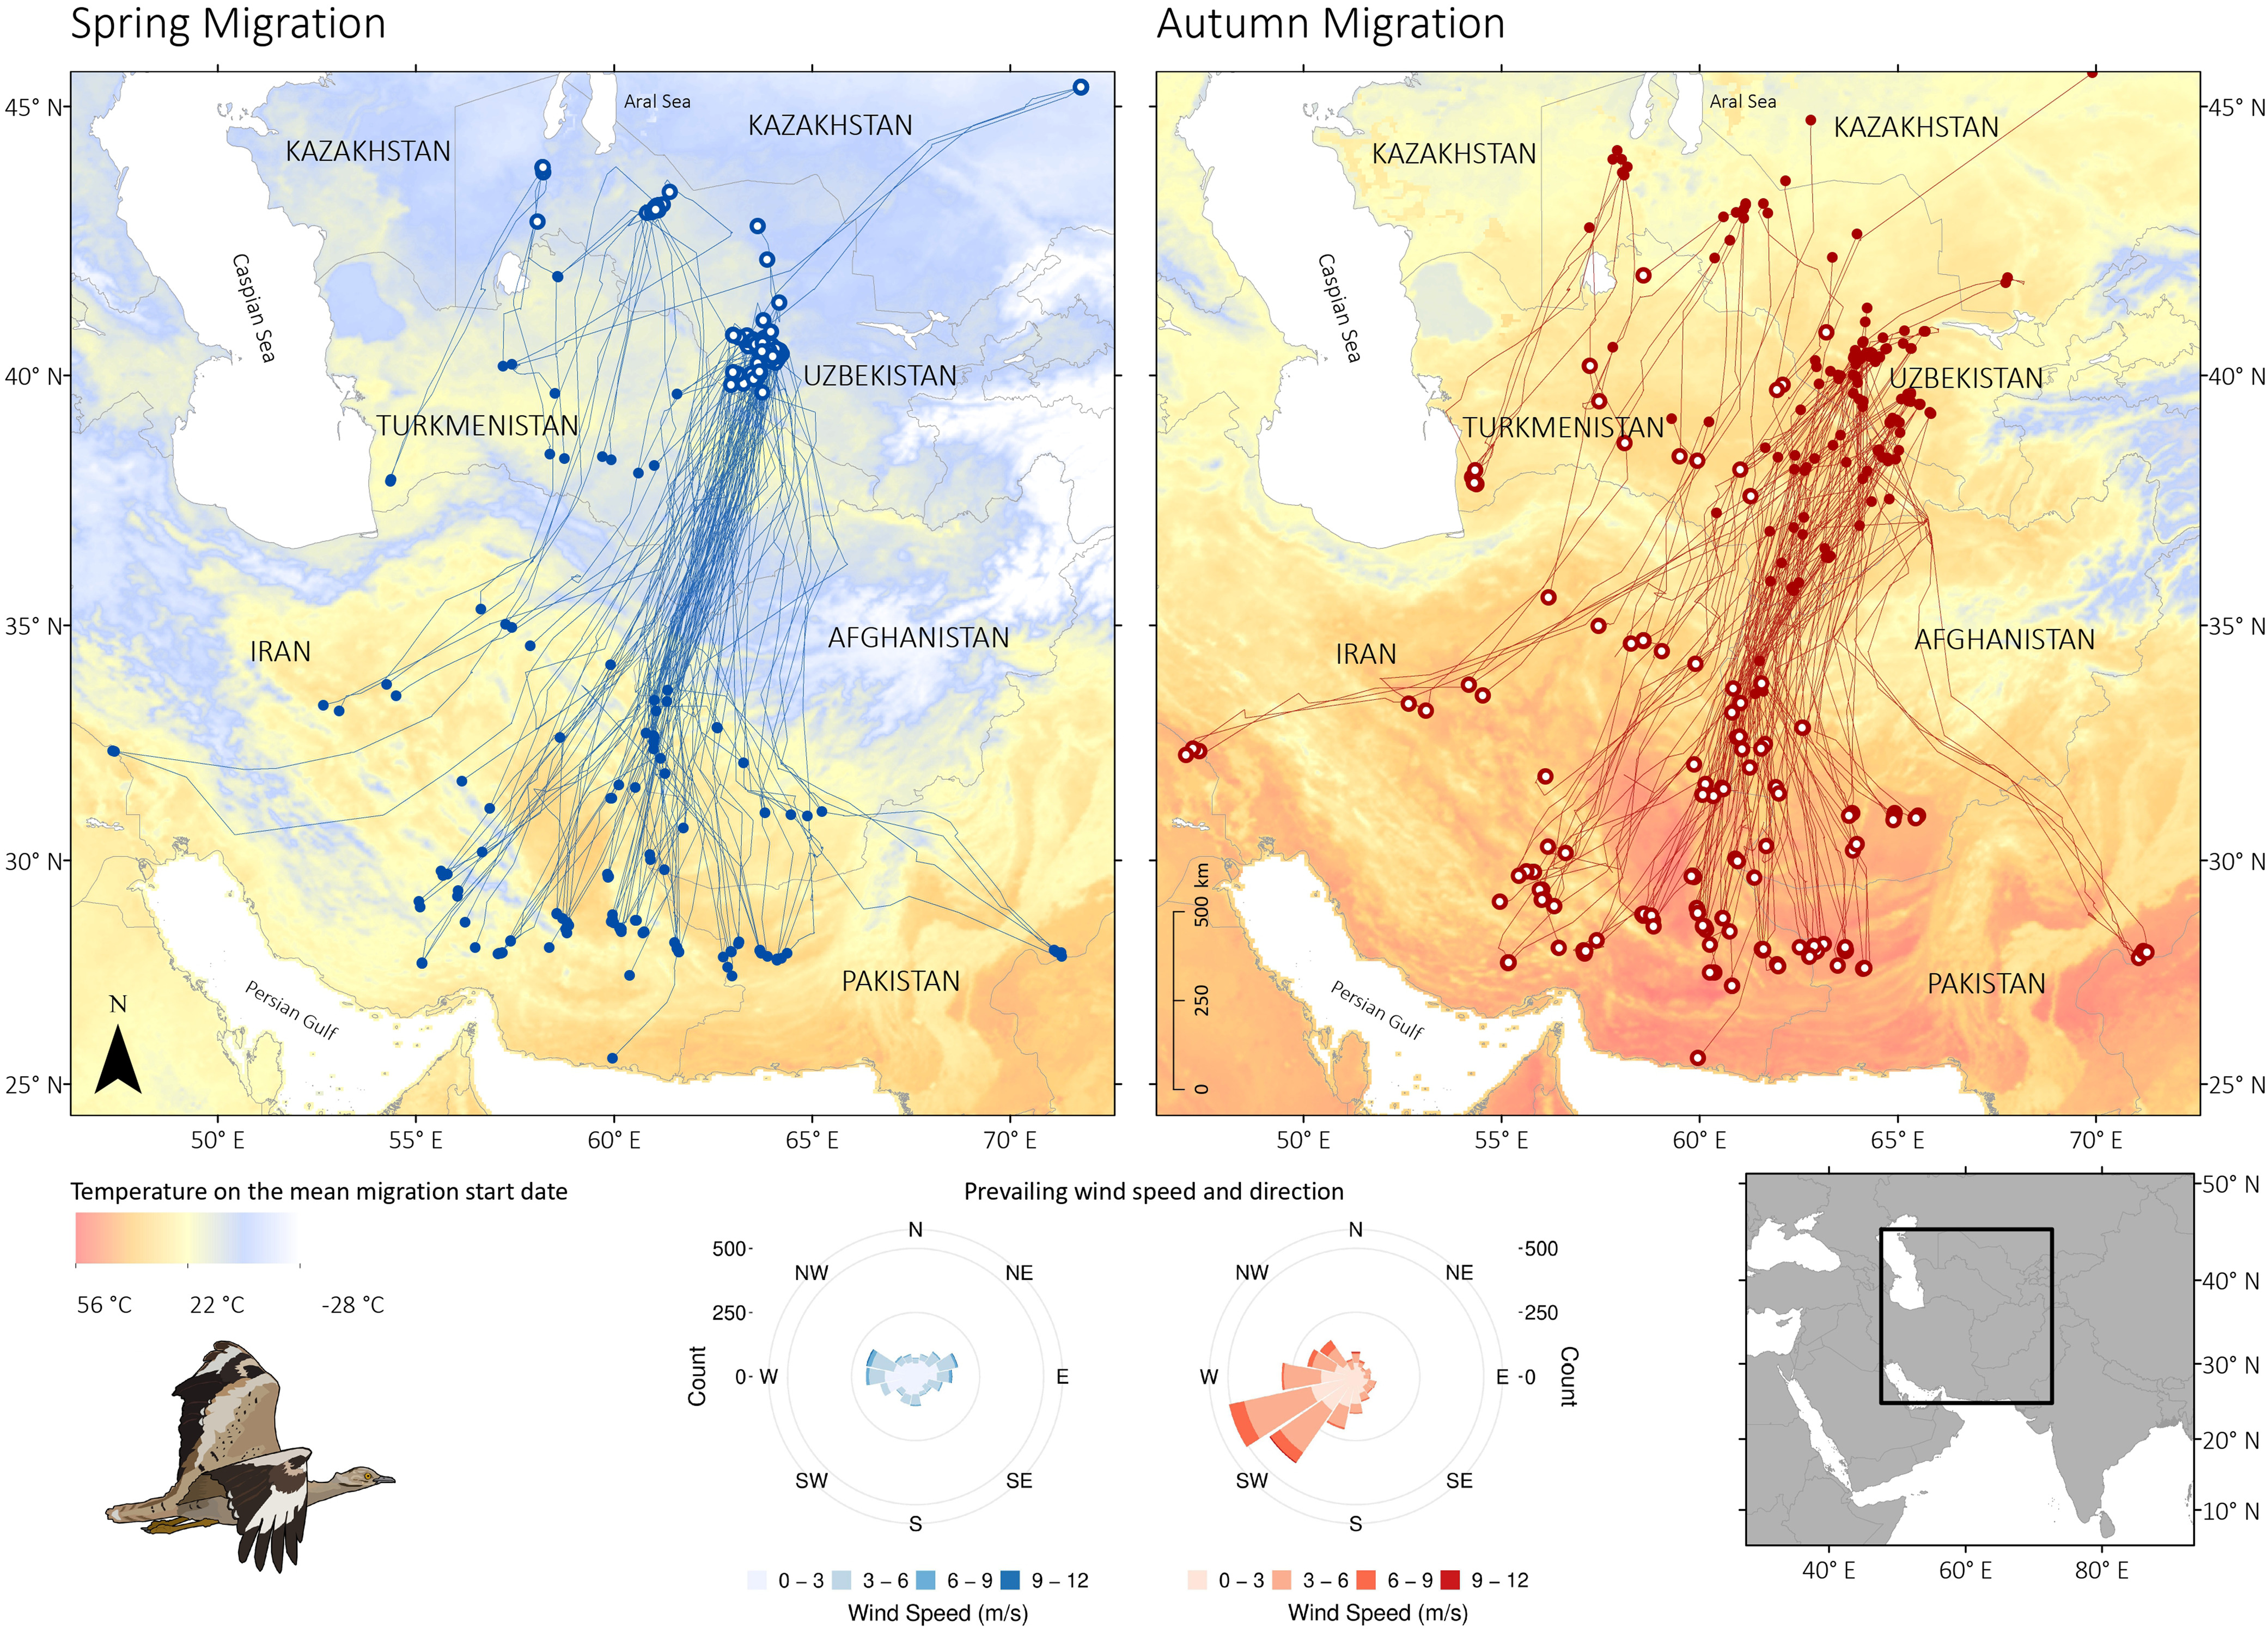 Spring Migration
Autumn Migration
45° N
40° N
35° N
30° N
25° N
KAZAKHSTAN
Aral Sea
KAZAKHSTAN
Caspian Sea
UZBEKISTAN
TURKMENISTAN
IRAN
AFGHANISTAN
PAKISTAN
Persian Gulf
N
50° E
55° E
60° E
65° E
70° E
KAZAKHSTAN
Aral Sea
KAZAKHSTAN
Caspian Sea
UZBEKISTAN
TURKMENISTAN
IRAN
AFGHANISTAN
PAKISTAN
Persian Gulf
500 km
250
0
45° N
40° N
35° N
30° N
25° N
50° E
55° E
60° E
65° E
70° E
Temperature on the mean migration start date
56 °C
22 °C
-28 °C
Prevailing wind speed and direction
500-
250-
0-
Count
N
NE
E
SE
S
SW
W
NW
0 – 3
3 – 6
6 – 9
9 – 12
Wind Speed (m/s)
N
NE
E
SE
S
SW
W
NW
-500
-250
-0
Count
0 – 3
3 – 6
6 – 9
9 – 12
Wind Speed (m/s)
50° N
40° N
30° N
20° N
10° N
40° E
60° E
80° E